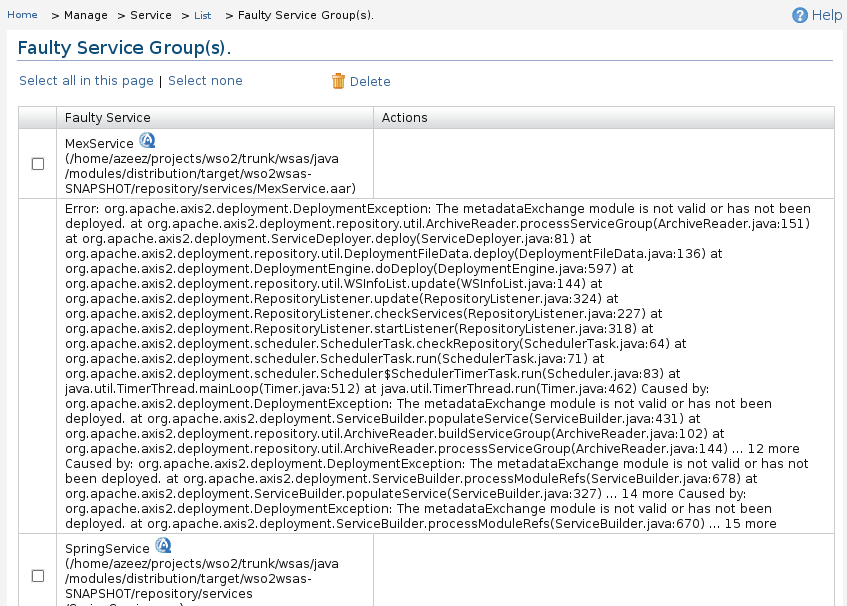 Home > Manage > Service > List > Faulty Service Group(s).
Help
Faulty Service Group(s).
Select all in this page | Select none
Delete
Faulty Service
Actions
MexService
(/home/azeez/projects/wso2/trunk/wsas/java
/modules/distribution/target/wso2wsas-
SNAPSHOT/repository/services/MexService.aar)
Error: org.apache.axis2.deployment.DeploymentException: The metadataExchange module is not valid or has not been
deployed. at org.apache.axis2.deployment.repository.util.ArchiveReader.processServiceGroup(ArchiveReader.java:151)
at org.apache.axis2.deployment.ServiceDeployer.deploy(ServiceDeployer.java:81) at
org.apache.axis2.deployment.repository.util.DeploymentFileData.deploy(DeploymentFileData.java:136) at
org.apache.axis2.deployment.DeploymentEngine.doDeploy(DeploymentEngine.java:597) at
org.apache.axis2.deployment.repository.util.WSInfoList.update(WSInfoList.java:144) at
org.apache.axis2.deployment.RepositoryListener.update(RepositoryListener.java:324) at
org.apache.axis2.deployment.RepositoryListener.checkServices(RepositoryListener.java:227) at
org.apache.axis2.deployment.RepositoryListener.startListener(RepositoryListener.java:318) at
org.apache.axis2.deployment.scheduler.SchedulerTask.checkRepository(SchedulerTask.java:64) at
org.apache.axis2.deployment.scheduler.SchedulerTask.run(SchedulerTask.java:71) at
org.apache.axis2.deployment.scheduler.Scheduler$SchedulerTimerTask.run(Scheduler.java:83) at
java.util.TimerThread.mainLoop(Timer.java:512) at java.util.TimerThread.run(Timer.java:462) Caused by:
org.apache.axis2.deployment.DeploymentException: The metadataExchange module is not valid or has not been
deployed. at org.apache.axis2.deployment.ServiceBuilder.populateService(ServiceBuilder.java:431) at
org.apache.axis2.deployment.repository.util.ArchiveReader.buildServiceGroup(ArchiveReader.java:102) at
org.apache.axis2.deployment.repository.util.ArchiveReader.processServiceGroup(ArchiveReader.java:144) ... 12 more
Caused by: org.apache.axis2.deployment.DeploymentException: The metadataExchange module is not valid or has not
been deployed. at org.apache.axis2.deployment.ServiceBuilder.processModuleRefs(ServiceBuilder.java:678) at
org.apache.axis2.deployment.ServiceBuilder.populateService(ServiceBuilder.java:327) ... 14 more Caused by:
org.apache.axis2.deployment.DeploymentException: The metadataExchange module is not valid or has not been
deployed. at org.apache.axis2.deployment.ServiceBuilder.processModuleRefs(ServiceBuilder.java:670) ... 15 more
SpringService
(/home/azeez/projects/wso2/trunk/wsas/java
/modules/distribution/target/wso2wsas-
SNAPSHOT/repository/services